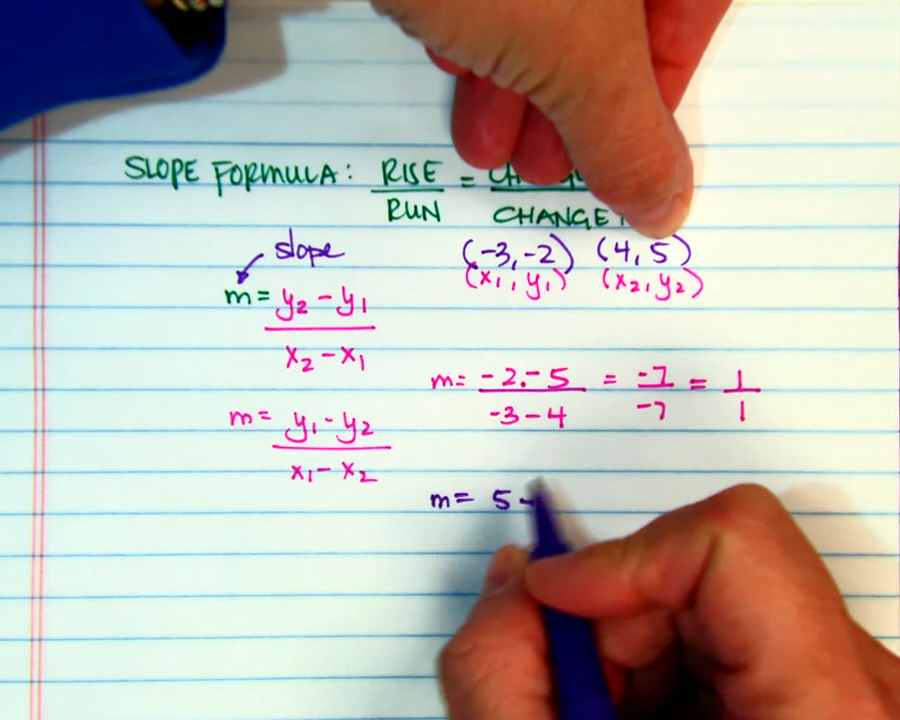 SLOPE FORMULA: RISE / RUN = CHANGE
slope
(-3,-2) (4,5)
(x₁,y₁) (x₂,y₂)
m = y₂-y₁ / x₂-x₁
m = -2-5 / -3-4 = -7 / -7 = 1 / 1
m = y₁-y₂ / x₁-x₂
m = 5-